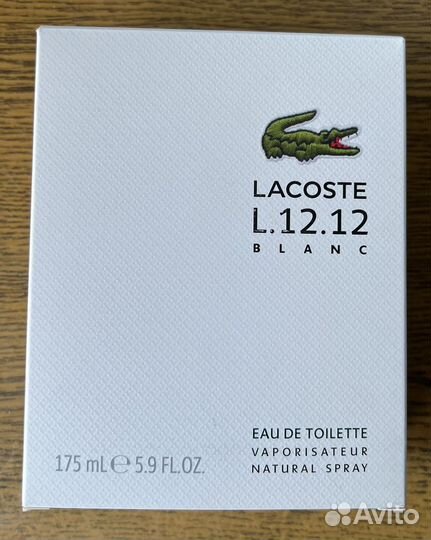 LACOSTE
L.12.12
BLANC
EAU DE TOILETTE
VAPORISATEUR
NATURAL SPRAY
175 mL ℮ 5.9 FL.OZ.
Avito